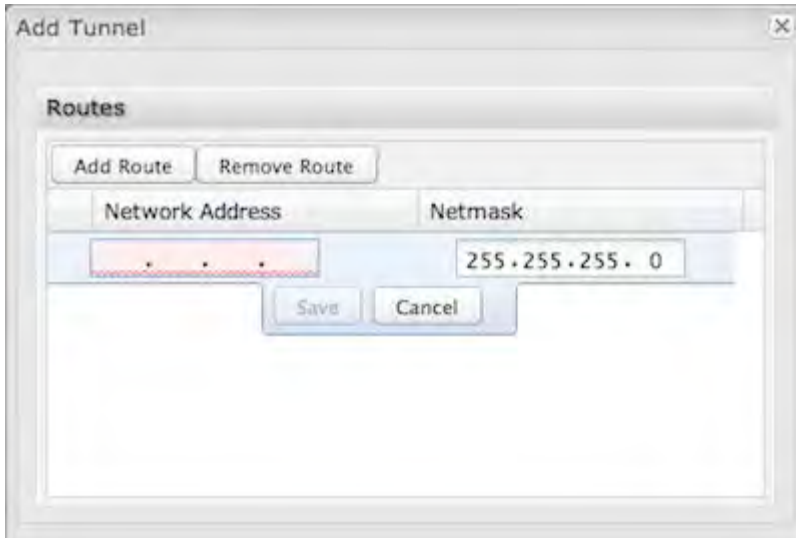 Add Tunnel
Routes
Add Route Remove Route
Network Address Netmask
. . . 255.255.255. 0
Save Cancel